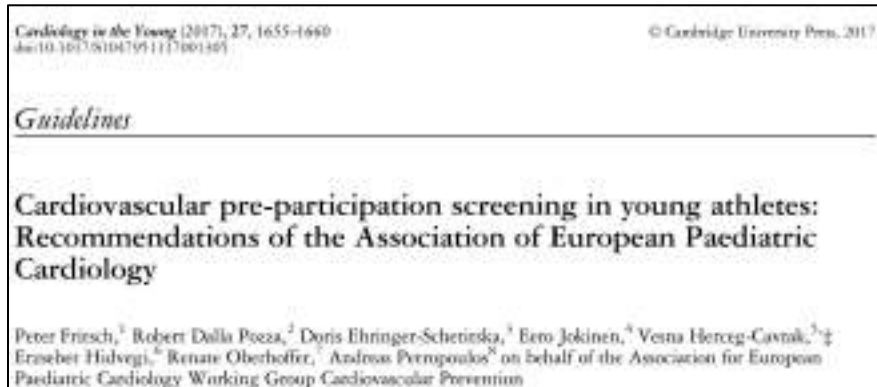 Cardiology in the Young (2017), 27, 1655–1660
© Cambridge University Press, 2017
doi:10.1017/S1047951117001305
Guidelines
Cardiovascular pre-participation screening in young athletes:
Recommendations of the Association of European Paediatric
Cardiology
Peter Fritsch,1 Robert Dalla Pozza,2 Doris Ehringer-Schetitska,3 Eero Jokinen,4 Vesna Herceg-Cavrak,5,‡
Erzsebet Hidvegi,6 Renate Oberhoffer,7 Andreas Petropoulos8 on behalf of the Association for European
Paediatric Cardiology Working Group Cardiovascular Prevention